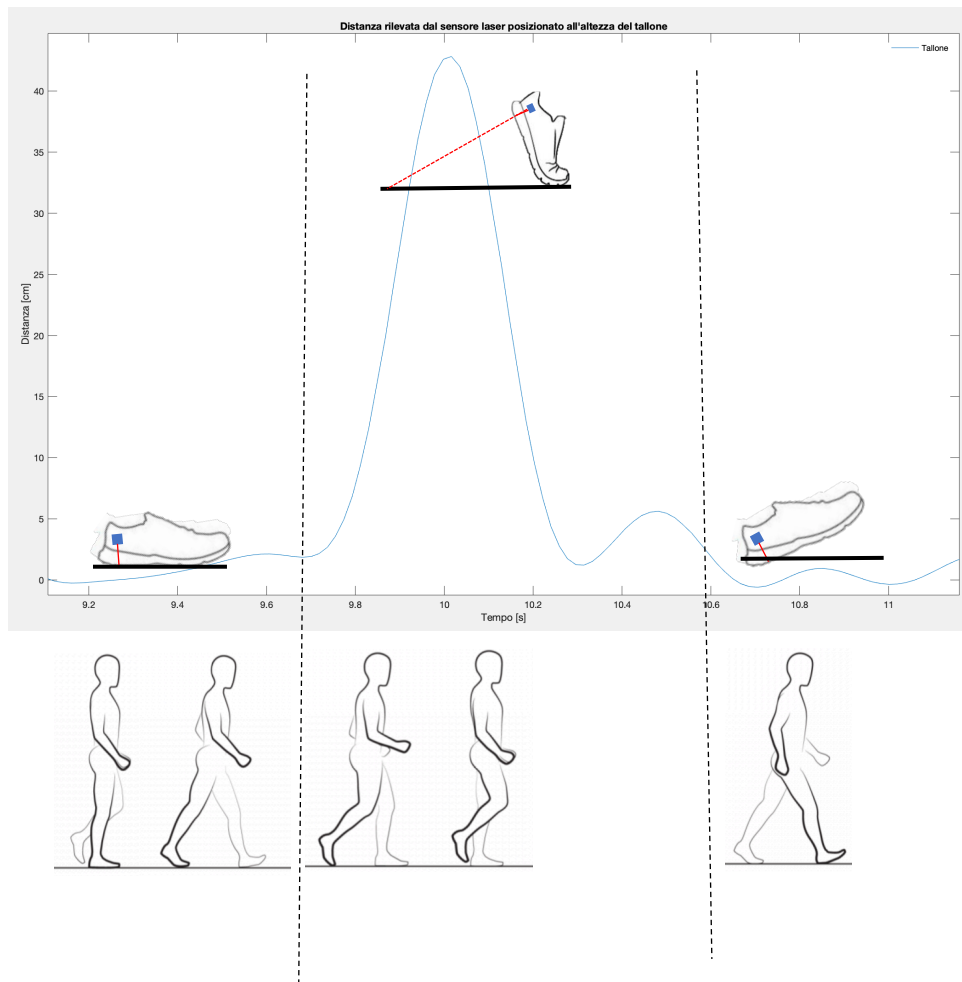 Distanza rilevata dal sensore laser posizionato all'altezza del tallone
Tallone
40
35
30
25
20
15
10
5
0
Distanza [cm]
9.2 9.4 9.6 9.8 10 10.2 10.4 10.6 10.8 11
Tempo [s]